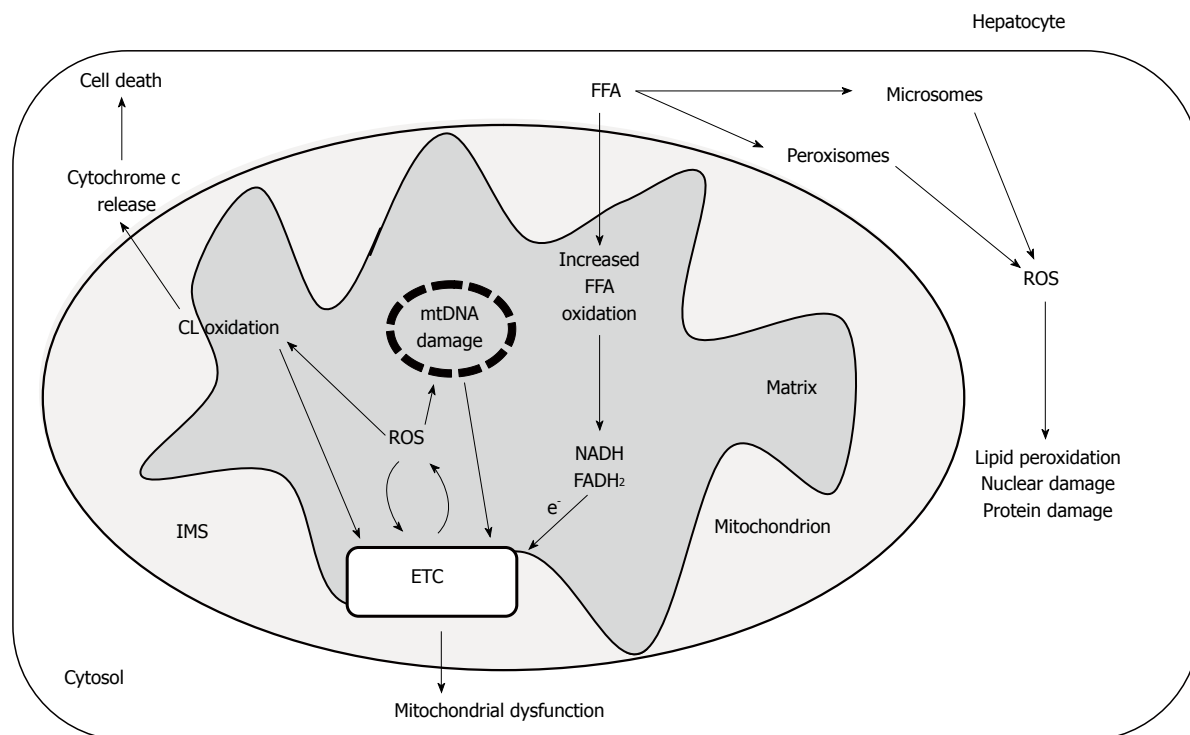 Hepatocyte
Cell death
FFA
Microsomes
Peroxisomes
Cytochrome c
release
Increased
FFA
oxidation
ROS
mtDNA
damage
CL oxidation
Matrix
ROS
NADH
FADH₂
Lipid peroxidation
Nuclear damage
Protein damage
e⁻
IMS
Mitochondrion
ETC
Cytosol
Mitochondrial dysfunction